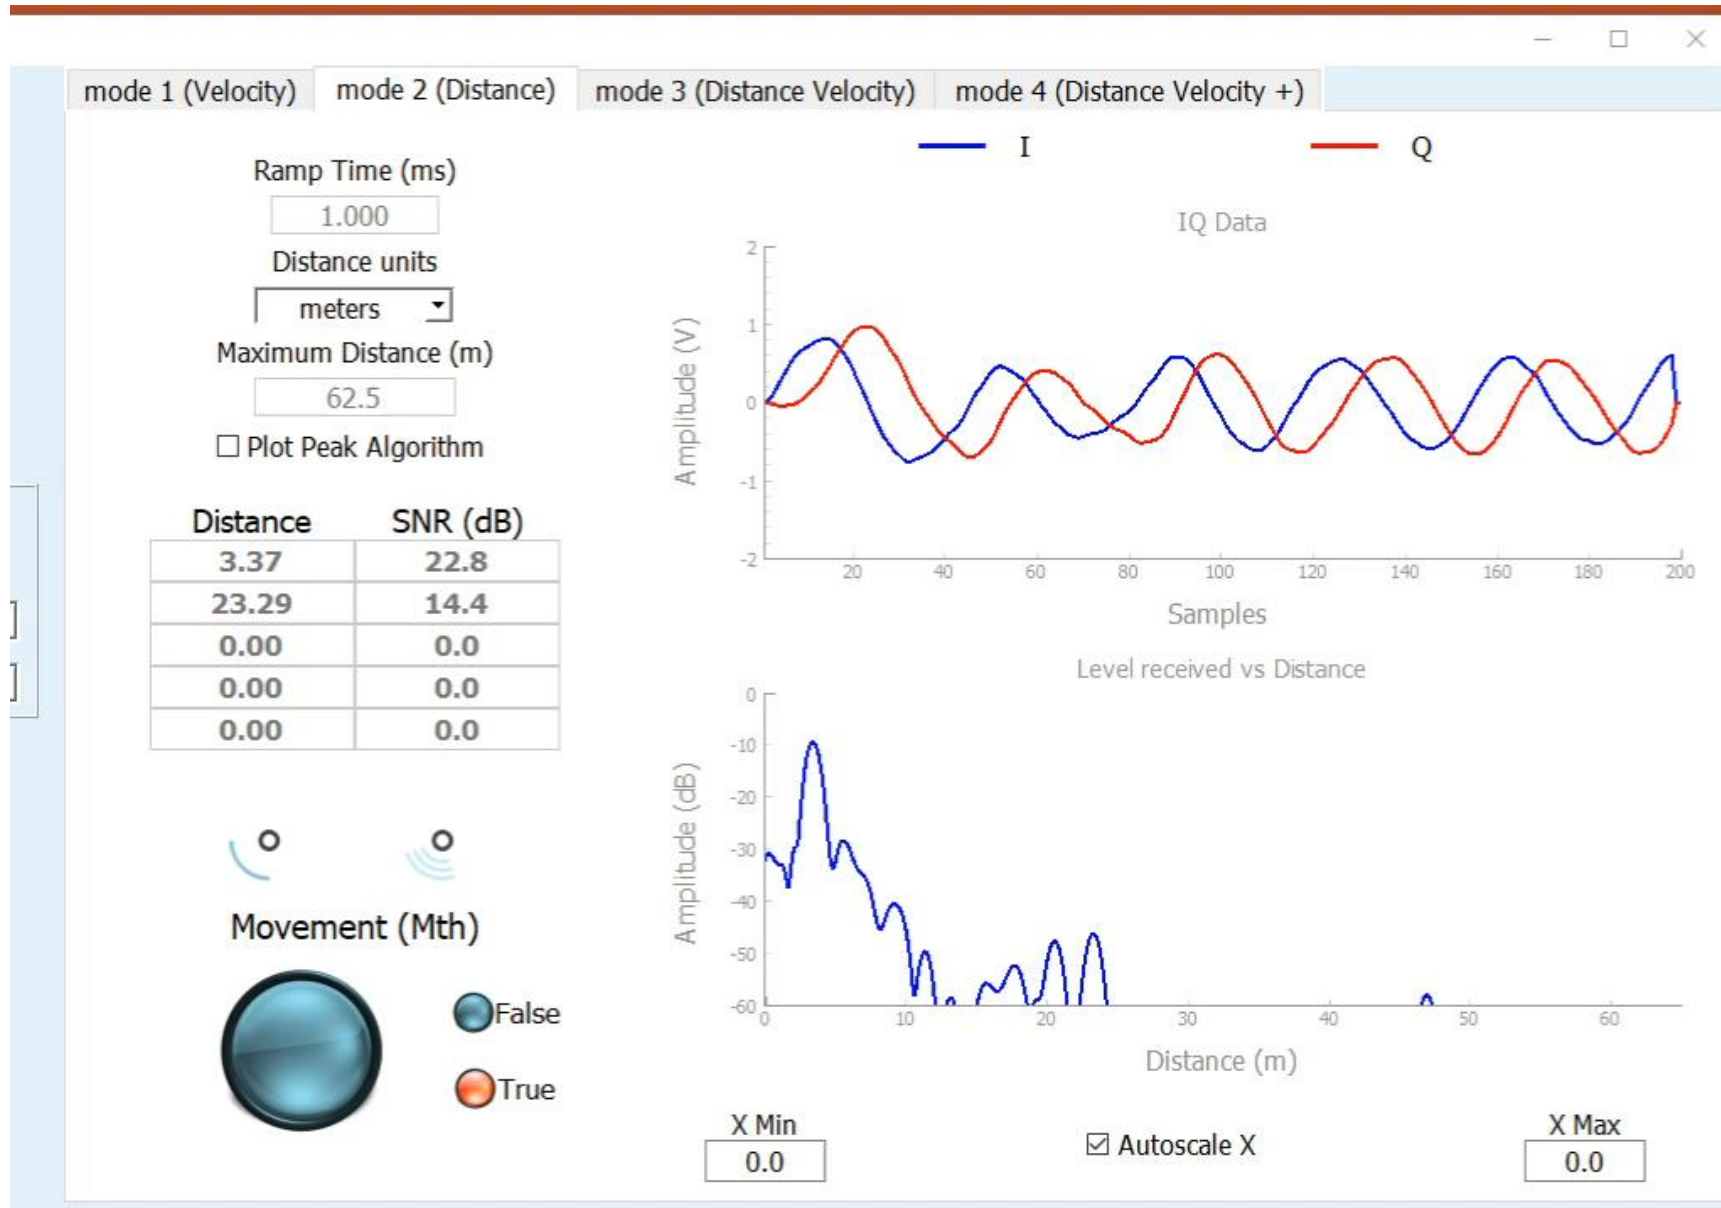 mode 1 (Velocity)
mode 2 (Distance)
mode 3 (Distance Velocity)
mode 4 (Distance Velocity +)
Ramp Time (ms)
1.000
Distance units
meters
Maximum Distance (m)
62.5
Plot Peak Algorithm
Distance SNR (dB)
3.37 22.8
23.29 14.4
0.00 0.0
0.00 0.0
0.00 0.0
Movement (Mth)
False
True
I
Q
IQ Data
Amplitude (V)
2
1
0
-1
-2
20 40 60 80 100 120 140 160 180 200
Samples
Level received vs Distance
Amplitude (dB)
0
-10
-20
-30
-40
-50
-60
0 10 20 30 40 50 60
Distance (m)
X Min
0.0
Autoscale X
X Max
0.0